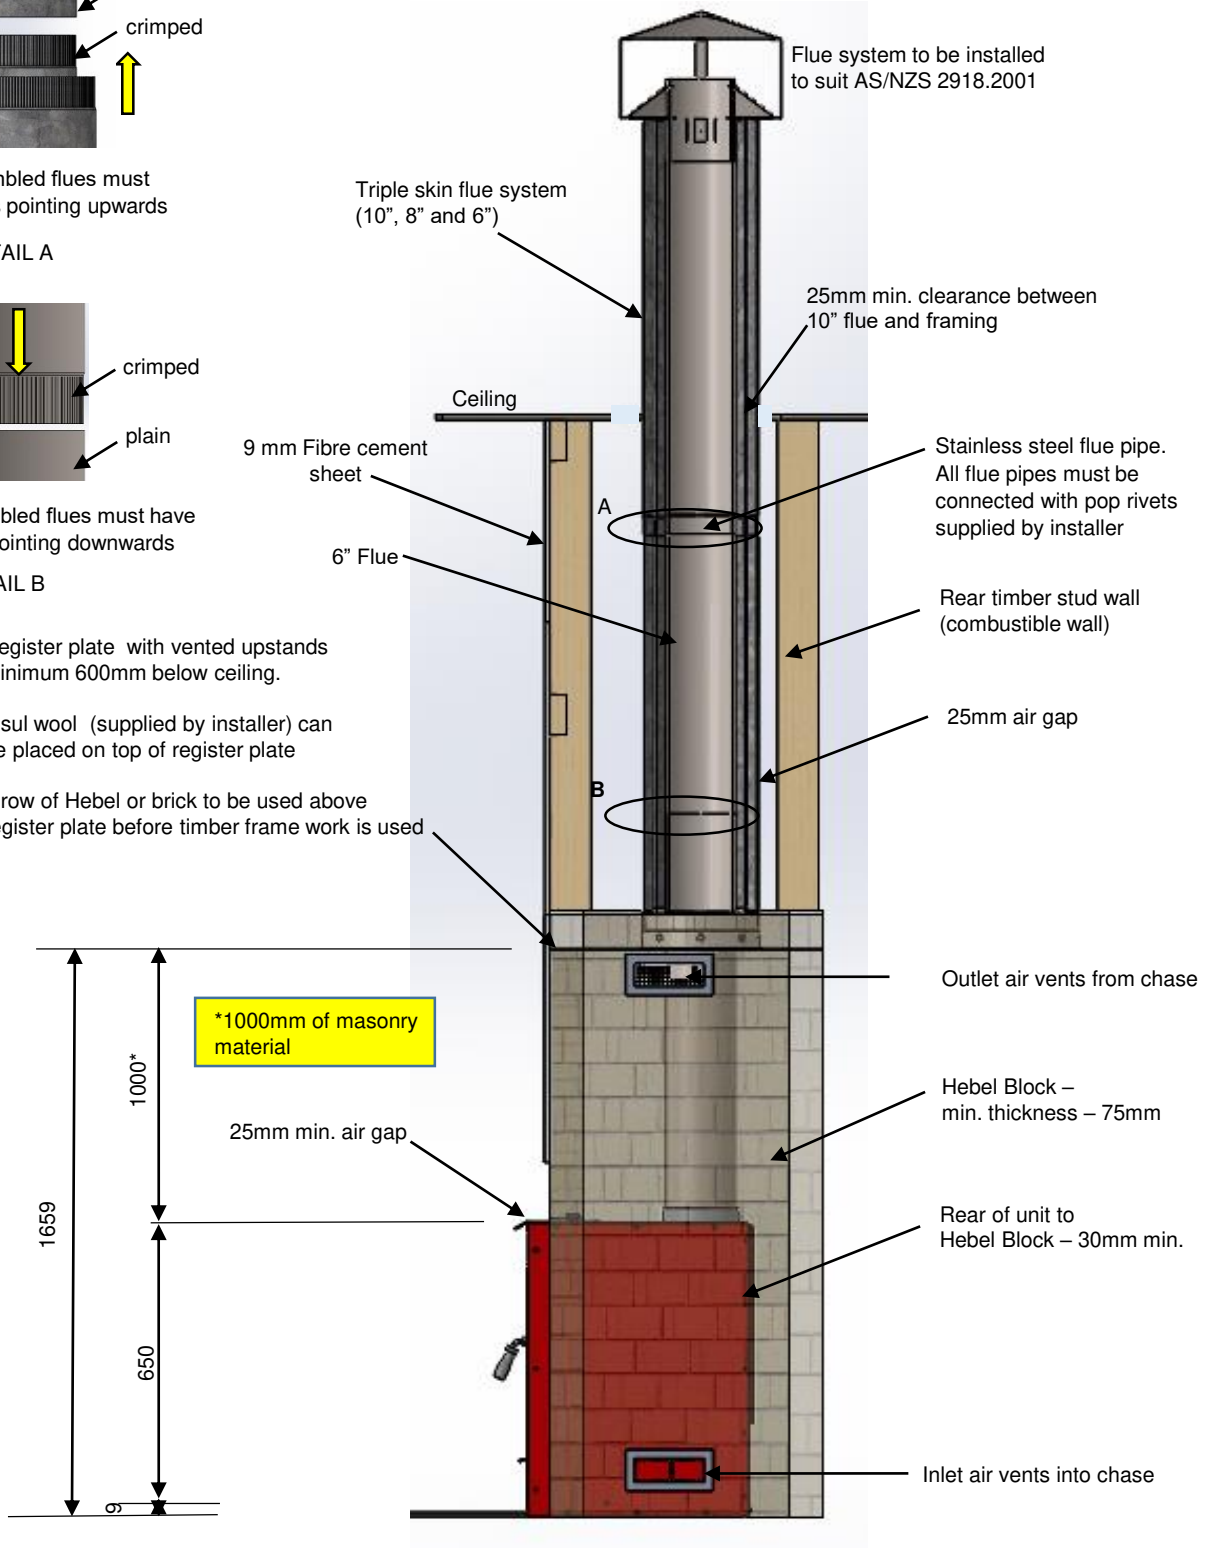 crimped
Flue system to be installed
to suit AS/NZS 2918.2001
mbled flues must
s pointing upwards
TAIL A
Triple skin flue system
(10”, 8” and 6”)
25mm min. clearance between
10” flue and framing
crimped
Ceiling
plain
9 mm Fibre cement
sheet
Stainless steel flue pipe.
All flue pipes must be
connected with pop rivets
supplied by installer
A
bled flues must have
pointing downwards
6” Flue
AIL B
Rear timber stud wall
(combustible wall)
egister plate with vented upstands
inimum 600mm below ceiling.
25mm air gap
sul wool (supplied by installer) can
e placed on top of register plate
B
row of Hebel or brick to be used above
egister plate before timber frame work is used
Outlet air vents from chase
*1000mm of masonry
material
1000*
Hebel Block –
min. thickness – 75mm
25mm min. air gap
1659
Rear of unit to
Hebel Block – 30mm min.
650
Inlet air vents into chase
9